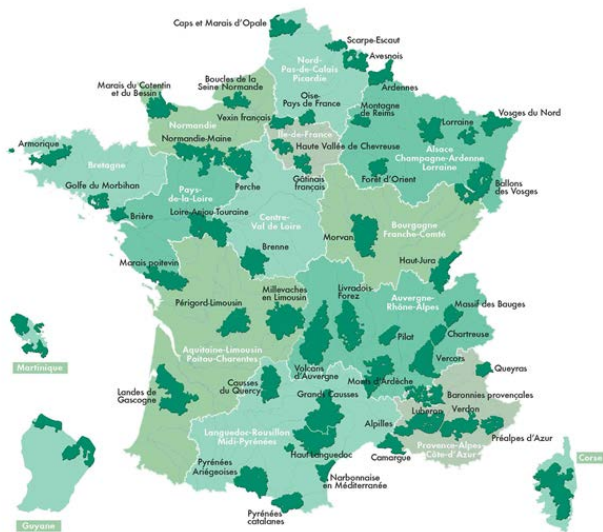 Caps et Marais d'Opale
Scarpe-Escaut
Nord-
Pas-de-Calais
Picardie
Avesnois
Ardennes
Marais du Cotentin
et du Bessin
Boucles de la
Seine Normande
Oise-
Pays de France
Montagne
de Reims
Vosges du Nord
Lorraine
Vexin français
Normandie
Île-de-France
Alsace
Champagne-Ardenne
Lorraine
Armorique
Normandie-Maine
Haute Vallée de Chevreuse
Bretagne
Perche
Gâtinais
français
Forêt d'Orient
Ballons
des Vosges
Golfe du Morbihan
Pays-
de-la-Loire
Brière
Loire-Anjou-Touraine
Centre-
Val de Loire
Bourgogne
Franche-Comté
Morvan
Brenne
Haut-Jura
Marais poitevin
Millevaches
en Limousin
Livradois-
Forez
Auvergne-
Rhône-Alpes
Massif des Bauges
Périgord-Limousin
Chartreuse
Pilat
Aquitaine-Limousin
Poitou-Charentes
Vercors
Martinique
Volcans
d'Auvergne
Queyras
Monts d'Ardèche
Causses
du Quercy
Baronnies provençales
Landes de
Gascogne
Grands Causses
Luberon
Verdon
Alpilles
Languedoc-Roussillon
Midi-Pyrénées
Préalpes d'Azur
Provence-Alpes
Côte-d'Azur
Haut Languedoc
Camargue
Corse
Pyrénées
Ariégeoises
Narbonnaise
en Méditerranée
Pyrénées
catalanes
Guyane